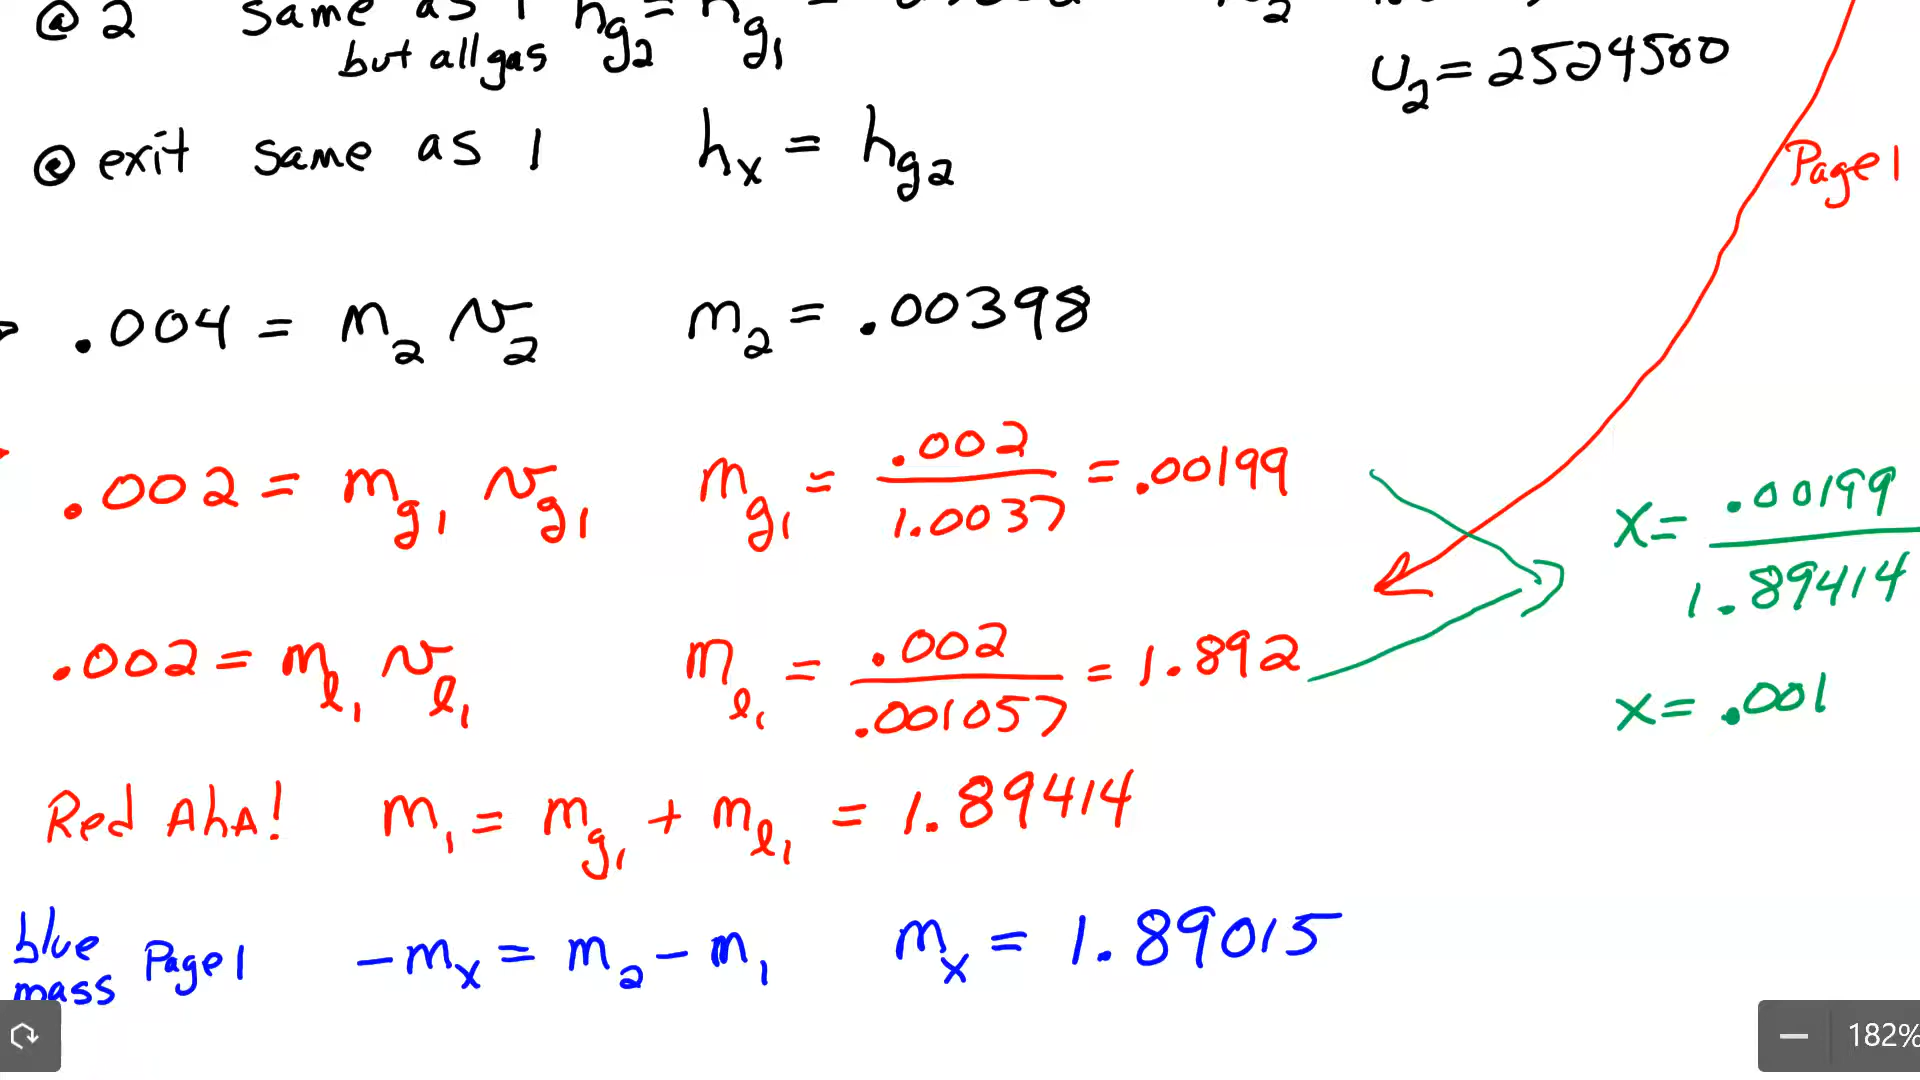 @ 2 same as 1 hg2 = hg1 =
but all gas
U2 = 2524500
@ exit same as 1 hx = hg2
Page 1
.004 = m2 v2 m2 = .00398
.002 = mg1 vg1 mg1 = .002 / 1.0037 = .00199
x = .00199 / 1.89414
.002 = ml1 vl1 ml1 = .002 / .001057 = 1.892
x = .001
Red AhA! m1 = mg1 + ml1 = 1.89414
blue mass Page 1 -mx = m2 - m1 mx = 1.89015
182%